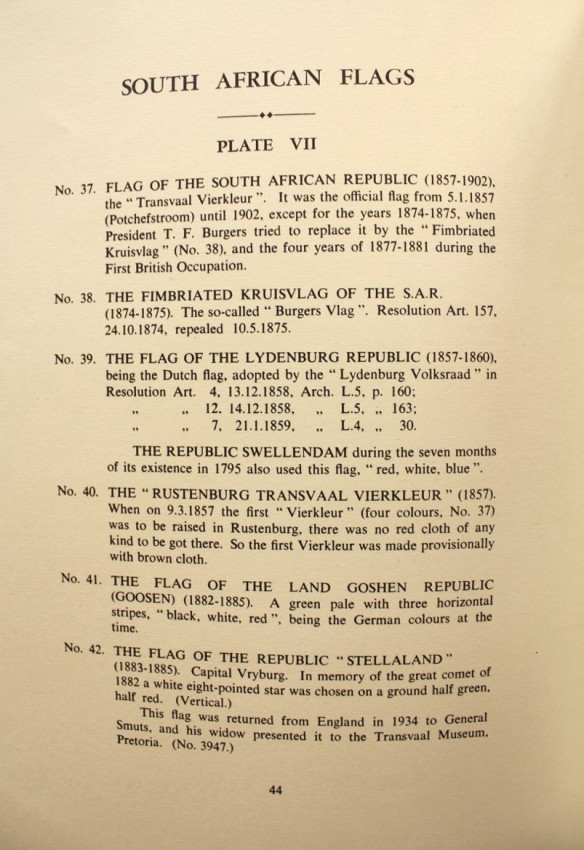 SOUTH AFRICAN FLAGS
PLATE VII
No. 37. FLAG OF THE SOUTH AFRICAN REPUBLIC (1857-1902),
the “ Transvaal Vierkleur ”. It was the official flag from 5.1.1857
(Potchefstroom) until 1902, except for the years 1874-1875, when
President T. F. Burgers tried to replace it by the “ Fimbriated
Kruisvlag ” (No. 38), and the four years of 1877-1881 during the
First British Occupation.
No. 38. THE FIMBRIATED KRUISVLAG OF THE S.A.R.
(1874-1875). The so-called “ Burgers Vlag ”. Resolution Art. 157,
24.10.1874, repealed 10.5.1875.
No. 39. THE FLAG OF THE LYDENBURG REPUBLIC (1857-1860),
being the Dutch flag, adopted by the “ Lydenburg Volksraad ” in
Resolution Art. 4, 13.12.1858, Arch. L.5, p. 160;
„ „ 12, 14.12.1858, „ L.5, „ 163;
„ „ 7, 21.1.1859, „ L.4, „ 30.
THE REPUBLIC SWELLENDAM during the seven months
of its existence in 1795 also used this flag, “ red, white, blue ”.
No. 40. THE “ RUSTENBURG TRANSVAAL VIERKLEUR ” (1857).
When on 9.3.1857 the first “ Vierkleur ” (four colours, No. 37)
was to be raised in Rustenburg, there was no red cloth of any
kind to be got there. So the first Vierkleur was made provisionally
with brown cloth.
No. 41. THE FLAG OF THE LAND GOSHEN REPUBLIC
(GOOSEN) (1882-1885). A green pale with three horizontal
stripes, “ black, white, red ”, being the German colours at the
time.
No. 42. THE FLAG OF THE REPUBLIC “ STELLALAND ”
(1883-1885). Capital Vryburg. In memory of the great comet of
1882 a white eight-pointed star was chosen on a ground half green,
half red. (Vertical.)
This flag was returned from England in 1934 to General
Smuts, and his widow presented it to the Transvaal Museum,
Pretoria. (No. 3947.)
44